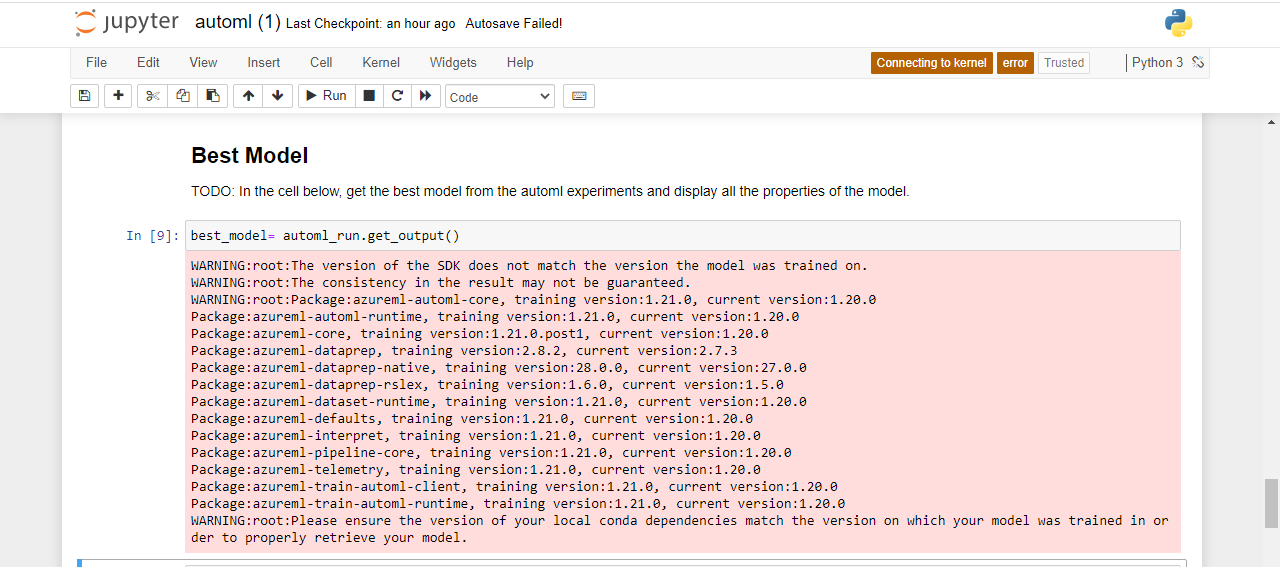 jupyter automl (1) Last Checkpoint: an hour ago Autosave Failed!
File Edit View Insert Cell Kernel Widgets Help Connecting to kernel error Trusted Python 3
Run Code
Best Model
TODO: In the cell below, get the best model from the automl experiments and display all the properties of the model.
In [9]: best_model= automl_run.get_output()
WARNING:root:The version of the SDK does not match the version the model was trained on.
WARNING:root:The consistency in the result may not be guaranteed.
WARNING:root:Package:azureml-automl-core, training version:1.21.0, current version:1.20.0
Package:azureml-automl-runtime, training version:1.21.0, current version:1.20.0
Package:azureml-core, training version:1.21.0.post1, current version:1.20.0
Package:azureml-dataprep, training version:2.8.2, current version:2.7.3
Package:azureml-dataprep-native, training version:28.0.0, current version:27.0.0
Package:azureml-dataprep-rslex, training version:1.6.0, current version:1.5.0
Package:azureml-dataset-runtime, training version:1.21.0, current version:1.20.0
Package:azureml-defaults, training version:1.21.0, current version:1.20.0
Package:azureml-interpret, training version:1.21.0, current version:1.20.0
Package:azureml-pipeline-core, training version:1.21.0, current version:1.20.0
Package:azureml-telemetry, training version:1.21.0, current version:1.20.0
Package:azureml-train-automl-client, training version:1.21.0, current version:1.20.0
Package:azureml-train-automl-runtime, training version:1.21.0, current version:1.20.0
WARNING:root:Please ensure the version of your local conda dependencies match the version on which your model was trained in or
der to properly retrieve your model.